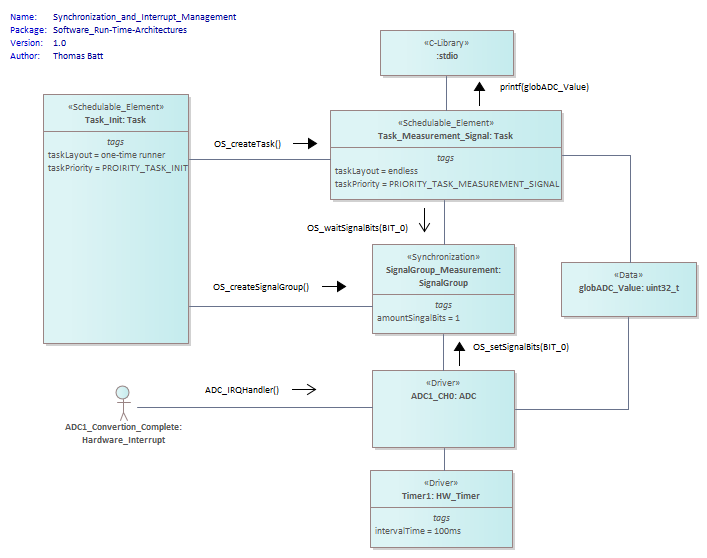 Name: Synchronization_and_Interrupt_Management
Package: Software_Run-Time-Architectures
Version: 1.0
Author: Thomas Batt
«C-Library»
:stdio
printf(globADC_Value)
«Schedulable_Element»
Task_Init: Task
tags
taskLayout = one-time runner
taskPriority = PROIRITY_TASK_INIT
OS_createTask()
«Schedulable_Element»
Task_Measurement_Signal: Task
tags
taskLayout = endless
taskPriority = PRIORITY_TASK_MEASUREMENT_SIGNAL
OS_waitSignalBits(BIT_0)
«Synchronization»
SignalGroup_Measurement:
SignalGroup
tags
amountSingalBits = 1
OS_createSignalGroup()
«Data»
globADC_Value: uint32_t
OS_setSignalBits(BIT_0)
ADC_IRQHandler()
«Driver»
ADC1_CH0: ADC
ADC1_Convertion_Complete:
Hardware_Interrupt
«Driver»
Timer1: HW_Timer
tags
intervalTime = 100ms